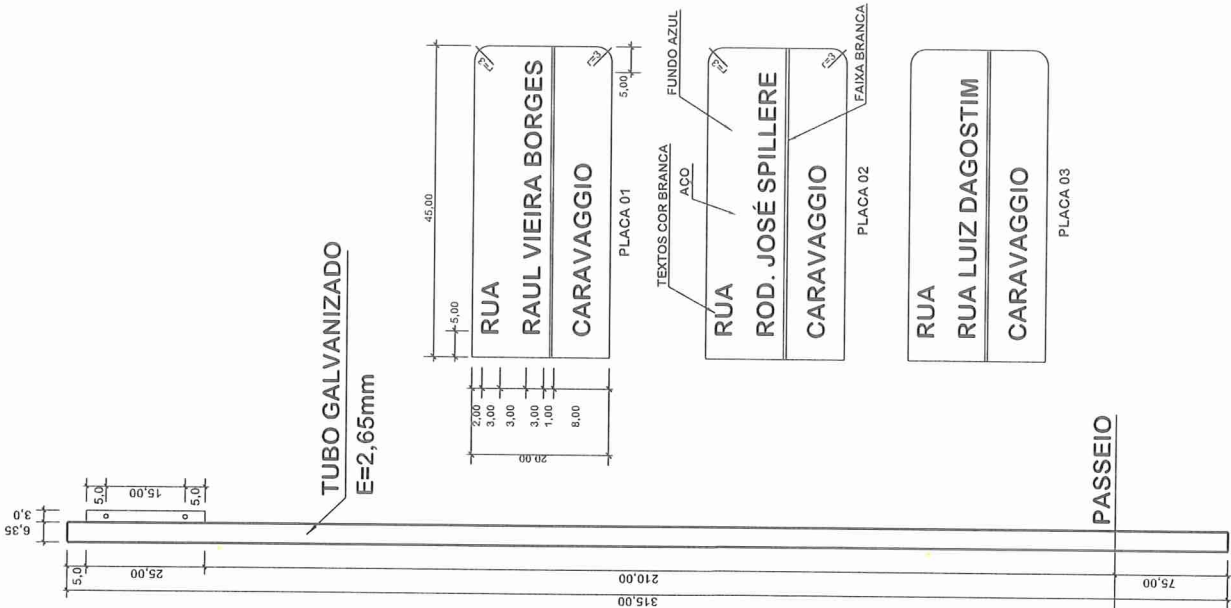 6,35
3,0
5,0
15,00
5,0
5,0
25,00
210,00
315,00
75,00
TUBO GALVANIZADO
E=2,65mm
PASSEIO
45,00
5,00
2,00
3,00
3,00
3,00
1,00
8,00
20,00
RUA
RAUL VIEIRA BORGES
CARAVAGGIO
r=3
r=3
5,00
PLACA 01
TEXTOS COR BRANCA
AÇO
FUNDO AZUL
RUA
ROD. JOSÉ SPILLERE
CARAVAGGIO
r=3
r=3
FAIXA BRANCA
PLACA 02
RUA
RUA LUIZ DAGOSTIM
CARAVAGGIO
PLACA 03